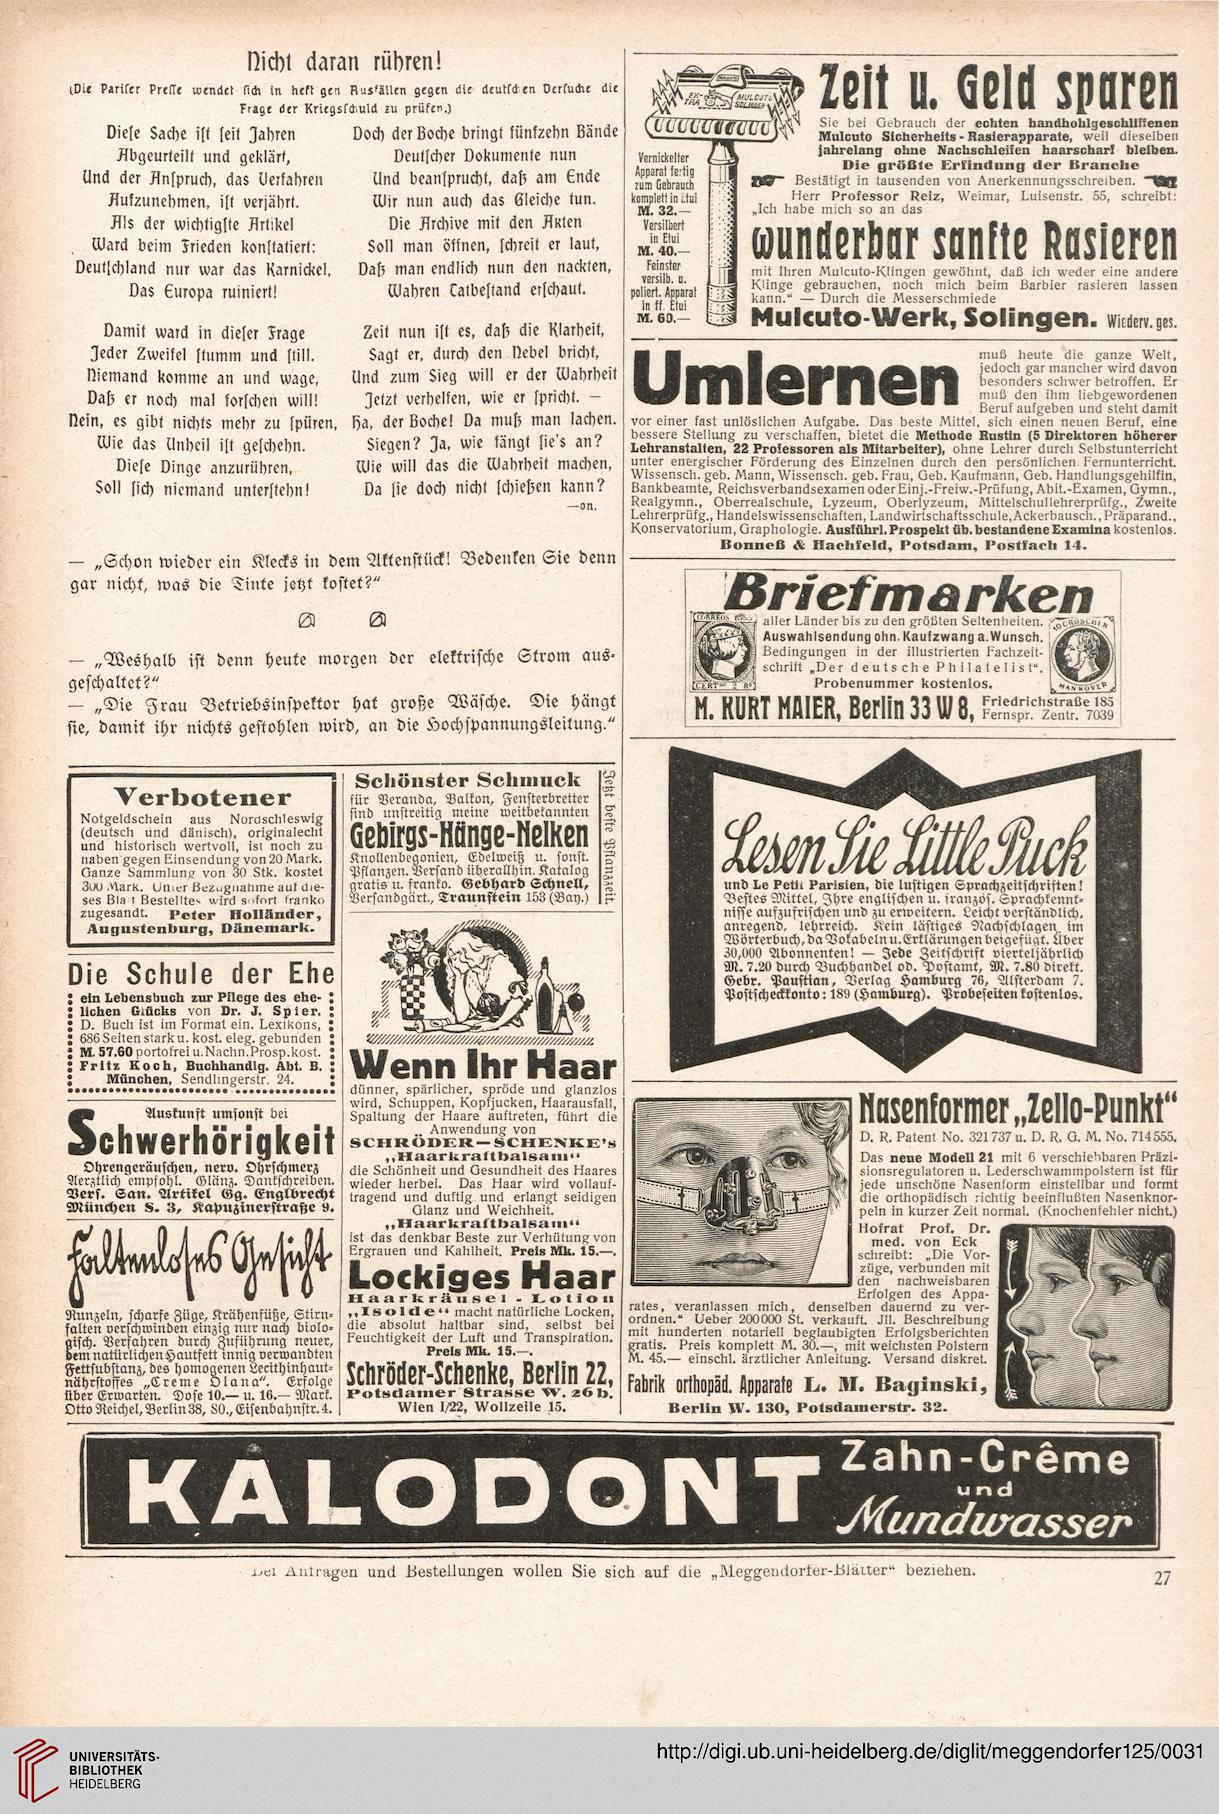 Nicht daran rühren!
(Die Pariser Presse wendet sich in heftigen Ausfällen gegen die deutschen Versuche die
Frage der Kriegsschuld zu prüfen.)
Diese Sache ist seit Jahren
Abgeurteilt und geklärt,
Und der Anspruch, das Verfahren
Aufzunehmen, ist verjährt.
Als der wichtigste Artikel
Ward beim Frieden konstatiert:
Deutschland nur war das Karnickel,
Das Europa ruiniert!
Damit ward in dieser Frage
Jeder Zweifel stumm und still.
Niemand komme an und wage,
Daß er noch mal forschen will!
Nein, es gibt nichts mehr zu spüren,
Wie das Unheil ist geschehn.
Diese Dinge anzurühren,
Soll sich niemand unterstehn!
Doch der Boche bringt fünfzehn Bände
Deutscher Dokumente nun
Und beansprucht, daß am Ende
Wir nun auch das Gleiche tun.
Die Archive mit den Akten
Soll man öffnen, schreit er laut,
Daß man endlich nun den nackten,
Wahren Tatbestand erschaut.
Zeit nun ist es, daß die Klarheit,
Sagt er, durch den Nebel bricht,
Und zum Sieg will er der Wahrheit
Jetzt verhelfen, wie er spricht. —
Ha, der Boche! Da muß man lachen.
Siegen? Ja, wie fängt sie's an?
Wie will das die Wahrheit machen,
Da sie doch nicht schießen kann?
—on.
— „Schon wieder ein Klecks in dem Aktenstück! Bedenken Sie denn
gar nicht, was die Tinte jetzt kostet?“
— „Weshalb ist denn heute morgen der elektrische Strom aus-
geschaltet?“
— „Die Frau Betriebsinspektor hat große Wäsche. Die hängt
sie, damit ihr nichts gestohlen wird, an die Hochspannungsleitung.“
Verbotener
Notgeldschein aus Nordschleswig
(deutsch und dänisch), originalecht
und historisch wertvoll, ist noch zu
haben gegen Einsendung von 20 Mark.
Ganze Sammlung von 30 Stk. kostet
300 Mark. Unter Bezugnahme auf die-
ses Blatt Bestelltes wird sofort franko
zugesandt. Peter Holländer,
Augustenburg, Dänemark.
Die Schule der Ehe
ein Lebensbuch zur Pflege des ehe-
lichen Glücks von Dr. J. Spier.
D. Buch ist im Format ein. Lexikons,
686 Seiten stark u. kost. eleg. gebunden
M. 57.60 portofrei u. Nachn. Prosp. kost.
Fritz Koch, Buchhandlg. Abt. B.
München, Sendlingerstr. 24.
Auskunft umsonst bei
Schwerhörigkeit
Ohrengeräuschen, nerv. Ohrschmerz
Aerztlich empfohl. Glänz. Dankschreiben.
Vers. San. Artikel Gg. Englbrecht
München S. 3, Kapuzinerstraße 9.
Faltenloses Gesicht
Runzeln, scharfe Züge, Krähenfüße, Stirn-
falten verschwinden einzig nur nach biolo-
gisch. Verfahren durch Zuführung neuer,
dem natürlichen Hautfett innig verwandten
Fettsubstanz, des homogenen Lecithinhaut-
nährstoffes „Creme Olana“. Erfolge
über Erwarten. Dose 10.— u. 16.— Mark.
Otto Reichel, Berlin 38, SO., Eisenbahnstr. 4.
Schönster Schmuck
für Veranda, Balkon, Fensterbretter
sind unstreitig meine weitbekannten
Gebirgs-Hänge-Nelken
Knollenbegonien, Edelweiß u. sonst.
Pflanzen. Versand überallhin. Katalog
gratis u. franko. Gebhard Schnell,
Versandgärt., Traunstein 153 (Bay.)
Jetzt beste Pflanzzeit.
Wenn Ihr Haar
dünner, spärlicher, spröde und glanzlos
wird, Schuppen, Kopfjucken, Haarausfall,
Spaltung der Haare auftreten, führt die
Anwendung von
SCHRÖDER—SCHENKE's
„Haarkraftbalsam“
die Schönheit und Gesundheit des Haares
wieder herbei. Das Haar wird vollauf-
tragend und duftig und erlangt seidigen
Glanz und Weichheit.
„Haarkraftbalsam“
ist das denkbar Beste zur Verhütung von
Ergrauen und Kahlheit. Preis Mk. 15.—.
Lockiges Haar
Haarkräusel - Lotion
„Isolde“ macht natürliche Locken,
die absolut haltbar sind, selbst bei
Feuchtigkeit der Luft und Transpiration.
Preis Mk. 15.—.
Schröder-Schenke, Berlin 22,
Potsdamer Strasse W. 26 b.
Wien I/22, Wollzeile 15.
EX-TRA
MULCUTO SOLINGEN
Vernickelter
Apparat fertig
zum Gebrauch
komplett in Etui
M. 32.—
Versilbert
in Etui
M. 40.—
Feinster
versilb. u.
poliert. Apparat
in ff. Etui
M. 60.—
Zeit u. Geld sparen
Sie bei Gebrauch der echten handhohlgeschliffenen
Mulcuto Sicherheits-Rasierapparate, weil dieselben
jahrelang ohne Nachschleifen haarscharf bleiben.
Die größte Erfindung der Branche
Bestätigt in tausenden von Anerkennungsschreiben.
Herr Professor Reiz, Weimar, Luisenstr. 55, schreibt:
„Ich habe mich so an das
wunderbar sanfte Rasieren
mit Ihren Mulcuto-Klingen gewöhnt, daß ich weder eine andere
Klinge gebrauchen, noch mich beim Barbier rasieren lassen
kann.“ — Durch die Messerschmiede
Mulcuto-Werk, Solingen. Wiederv. ges.
Umlernen
muß heute die ganze Welt,
jedoch gar mancher wird davon
besonders schwer betroffen. Er
muß den ihm liebgewordenen
Beruf aufgeben und steht damit
vor einer fast unlöslichen Aufgabe. Das beste Mittel, sich einen neuen Beruf, eine
bessere Stellung zu verschaffen, bietet die Methode Rustin (5 Direktoren höherer
Lehranstalten, 22 Professoren als Mitarbeiter), ohne Lehrer durch Selbstunterricht
unter energischer Förderung des Einzelnen durch den persönlichen Fernunterricht.
Wissensch. geb. Mann, Wissensch. geb. Frau, Geb. Kaufmann, Geb. Handlungsgehilfin,
Bankbeamte, Reichsverbandsexamen oder Einj.-Freiw.-Prüfung, Abit.-Examen, Gymn.,
Realgymn., Oberrealschule, Lyzeum, Oberlyzeum, Mittelschullehrerprüfg., Zweite
Lehrerprüfg., Handelswissenschaften, Landwirtschaftsschule, Ackerbausch., Präparand.,
Konservatorium, Graphologie. Ausführl. Prospekt üb. bestandene Examina kostenlos.
Bonneß & Hachfeld, Potsdam, Postfach 14.
Briefmarken
aller Länder bis zu den größten Seltenheiten.
Auswahlsendung ohn. Kaufzwang a. Wunsch.
Bedingungen in der illustrierten Fachzeit-
schrift „Der deutsche Philatelist“.
Probenummer kostenlos.
M. KURT MAIER, Berlin 33 W 8, Friedrichstraße 185
Fernspr. Zentr. 7039
HANNOVER
Lesen Sie Little Puck
und Le Petit Parisien, die lustigen Sprachzeitschriften!
Bestes Mittel, Ihre englischen u. französ. Sprachkennt-
nisse aufzufrischen und zu erweitern. Leicht verständlich,
anregend, lehrreich. Kein lästiges Nachschlagen im
Wörterbuch, da Vokabeln u. Erklärungen beigefügt. Über
30,000 Abonnenten! — Jede Zeitschrift vierteljährlich
M. 7.20 durch Buchhandel od. Postamt, M. 7.80 direkt.
Gebr. Paustian, Verlag Hamburg 76, Alsterdam 7.
Postscheckkonto: 189 (Hamburg). Probeseiten kostenlos.
Nasenformer „Zello-Punkt“
D. R. Patent No. 321737 u. D. R. G. M. No. 714555.
Das neue Modell 21 mit 6 verschiebbaren Präzi-
sionsregulatoren u. Lederschwammpolstern ist für
jede unschöne Nasenform einstellbar und formt
die orthopädisch richtig beeinflußten Nasenknor-
peln in kurzer Zeit normal. (Knochenfehler nicht.)
Hofrat Prof. Dr.
med. von Eck
schreibt: „Die Vor-
züge, verbunden mit
den nachweisbaren
Erfolgen des Appa-
rates, veranlassen mich, denselben dauernd zu ver-
ordnen.“ Ueber 200000 St. verkauft. Jll. Beschreibung
mit hunderten notariell beglaubigten Erfolgsberichten
gratis. Preis komplett M. 30.—, mit weichsten Polstern
M. 45.— einschl. ärztlicher Anleitung. Versand diskret.
Fabrik orthopäd. Apparate L. M. Baginski,
Berlin W. 130, Potsdamerstr. 32.
KALODONT
Zahn-Crême
und
Mundwasser
Bei Anfragen und Bestellungen wollen Sie sich auf die „Meggendorfer-Blätter“ beziehen.
27
UNIVERSITÄTS-
BIBLIOTHEK
HEIDELBERG
http://digi.ub.uni-heidelberg.de/diglit/meggendorfer125/0031